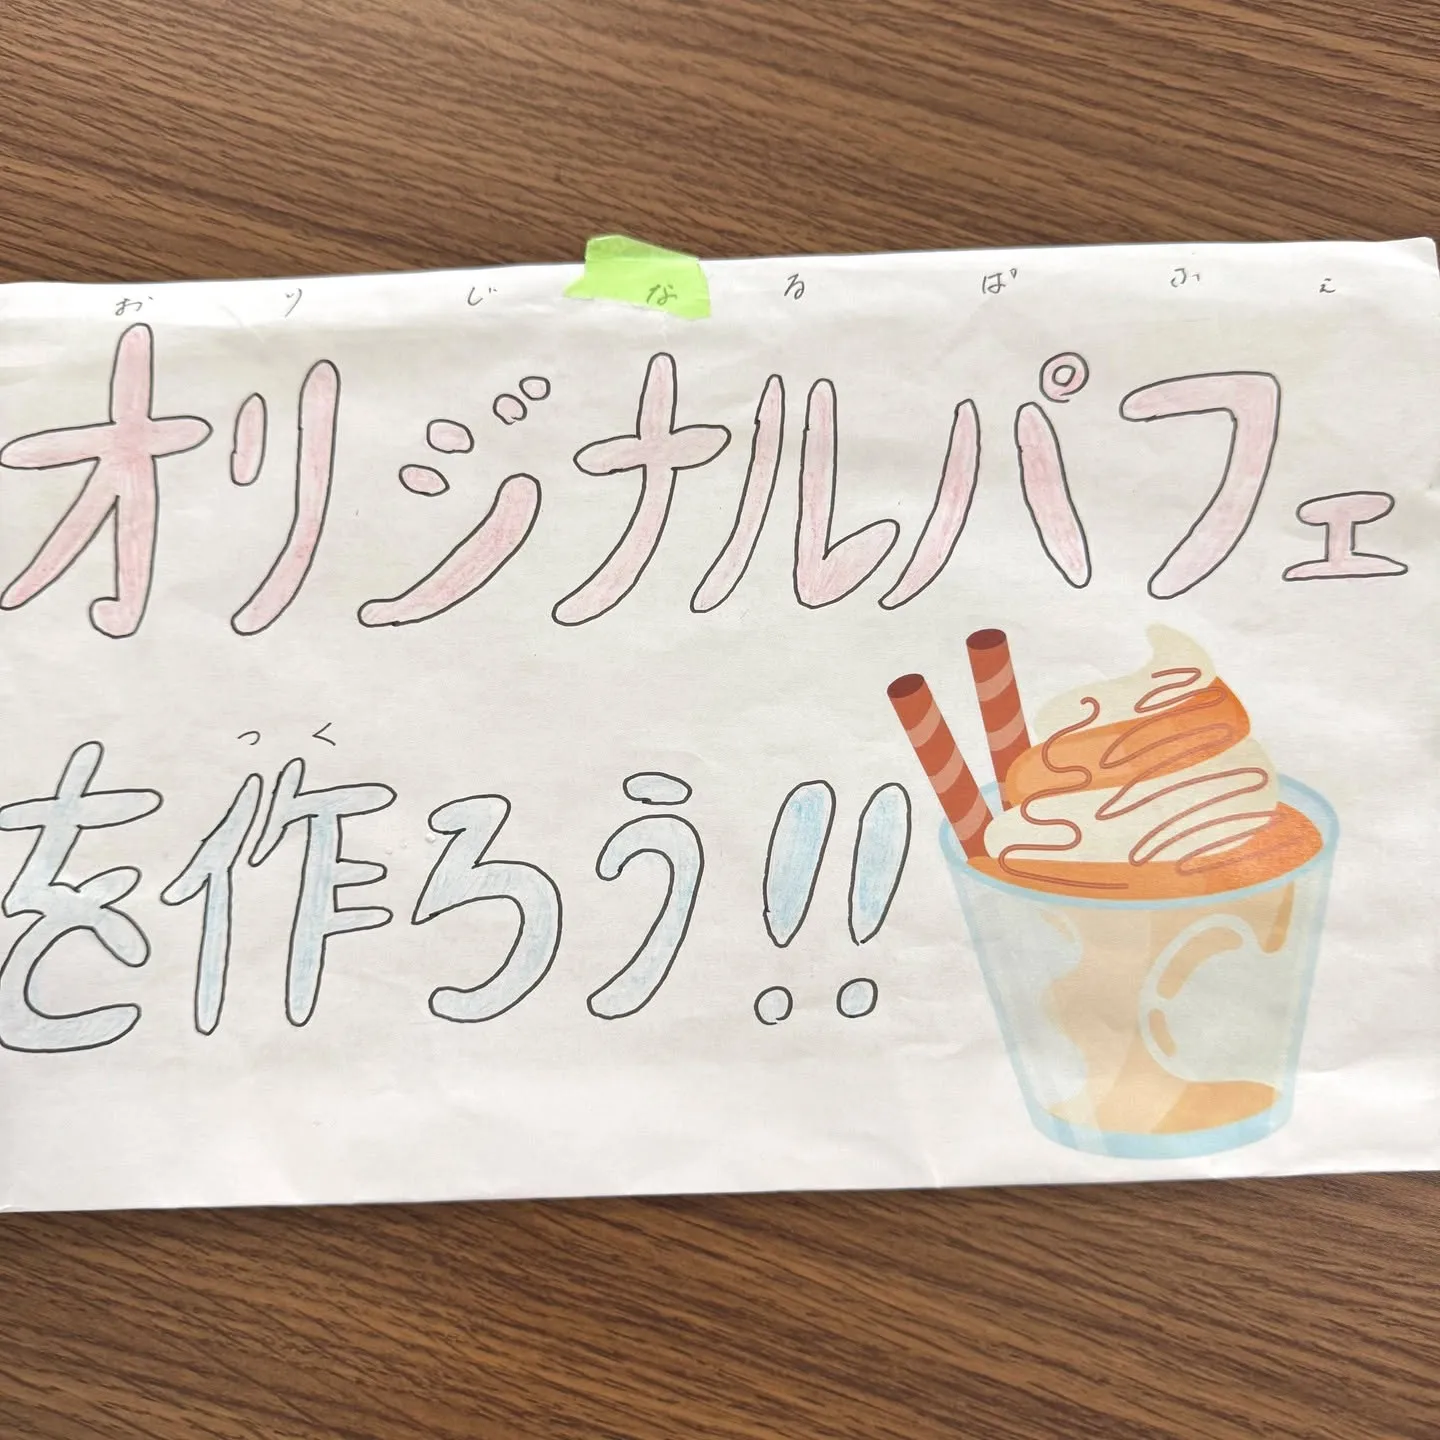 おりじなるぱふぇ
オリジナルパフェ
つく
を作ろう!!